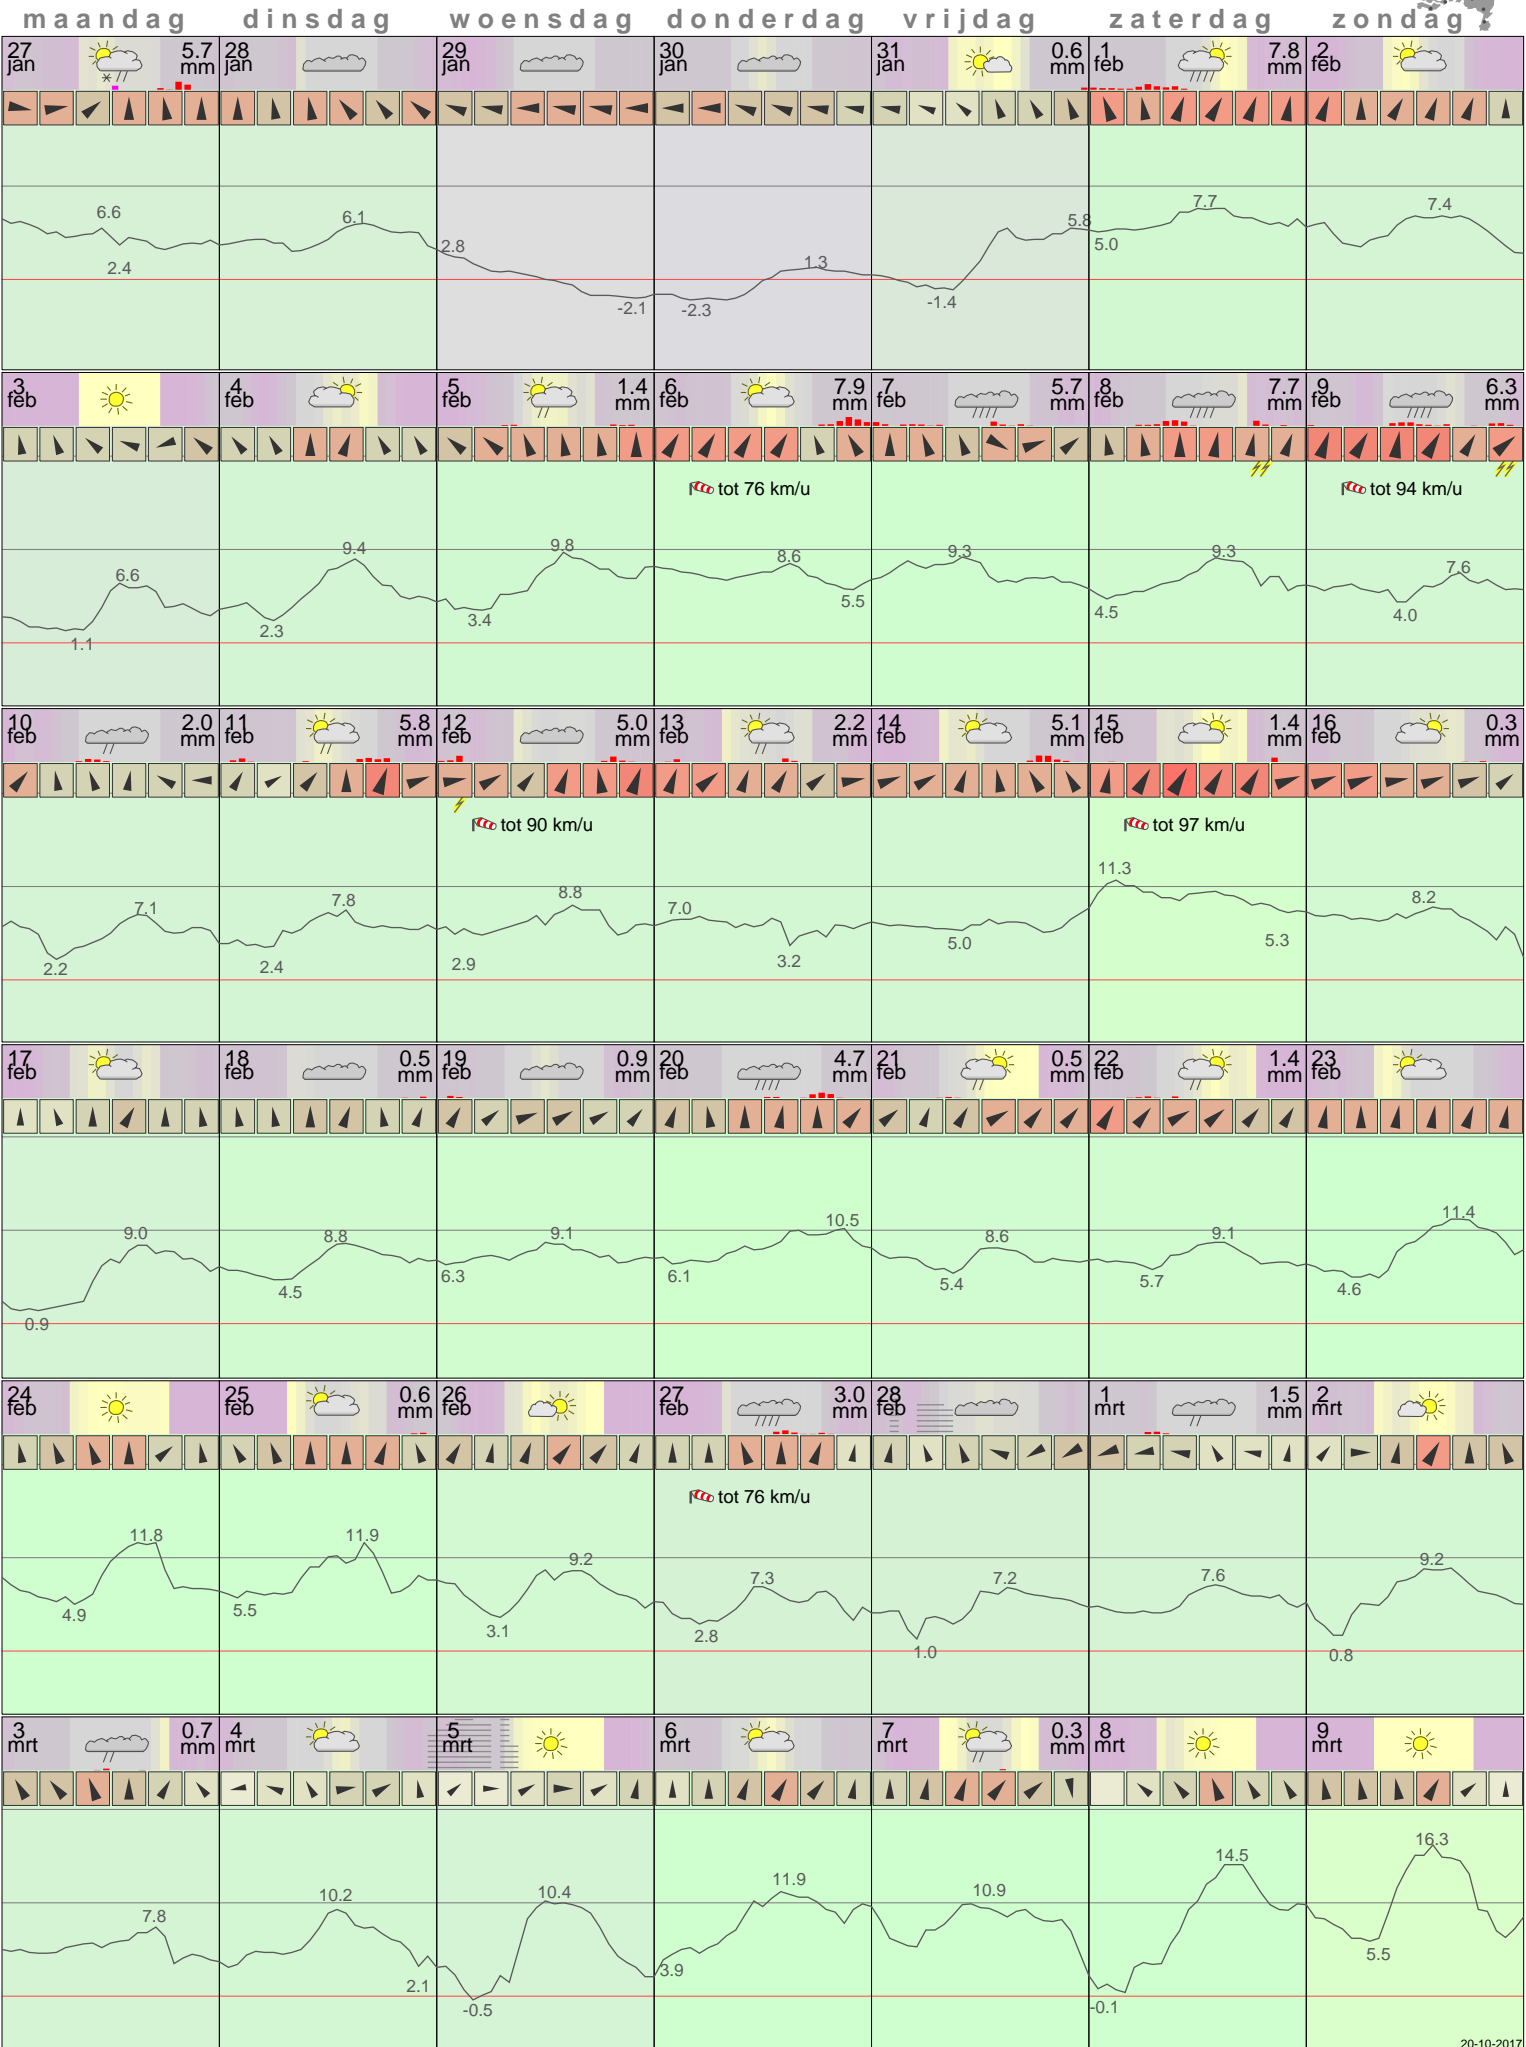 maandag dinsdag woensdag donderdag vrijdag zaterdag zondag
27 jan 5.7 mm 28 jan 29 jan 30 jan 31 jan 0.6 mm 1 feb 7.8 mm 2 feb
6.6 2.4 6.1 2.8 -2.1 -2.3 1.3 -1.4 5.8 5.0 7.7 7.4
3 feb 4 feb 5 feb 1.4 mm 6 feb 7.9 mm 7 feb 5.7 mm 8 feb 7.7 mm 9 feb 6.3 mm
tot 76 km/u tot 94 km/u
1.1 6.6 2.3 9.4 3.4 9.8 8.6 5.5 9.3 4.5 9.3 4.0 7.6
10 feb 2.0 mm 11 feb 5.8 mm 12 feb 5.0 mm 13 feb 2.2 mm 14 feb 5.1 mm 15 feb 1.4 mm 16 feb 0.3 mm
tot 90 km/u tot 97 km/u
2.2 7.1 2.4 7.8 2.9 8.8 7.0 3.2 5.0 11.3 5.3 8.2
17 feb 18 feb 0.5 mm 19 feb 0.9 mm 20 feb 4.7 mm 21 feb 0.5 mm 22 feb 1.4 mm 23 feb
0.9 9.0 4.5 8.8 6.3 9.1 6.1 10.5 5.4 8.6 5.7 9.1 4.6 11.4
24 feb 25 feb 0.6 mm 26 feb 27 feb 3.0 mm 28 feb 1 mrt 1.5 mm 2 mrt
tot 76 km/u
4.9 11.8 5.5 11.9 3.1 9.2 2.8 7.3 1.0 7.2 7.6 0.8 9.2
3 mrt 0.7 mm 4 mrt 5 mrt 6 mrt 7 mrt 0.3 mm 8 mrt 9 mrt
7.8 10.2 2.1 -0.5 10.4 3.9 11.9 10.9 -0.1 14.5 5.5 16.3
20-10-2017